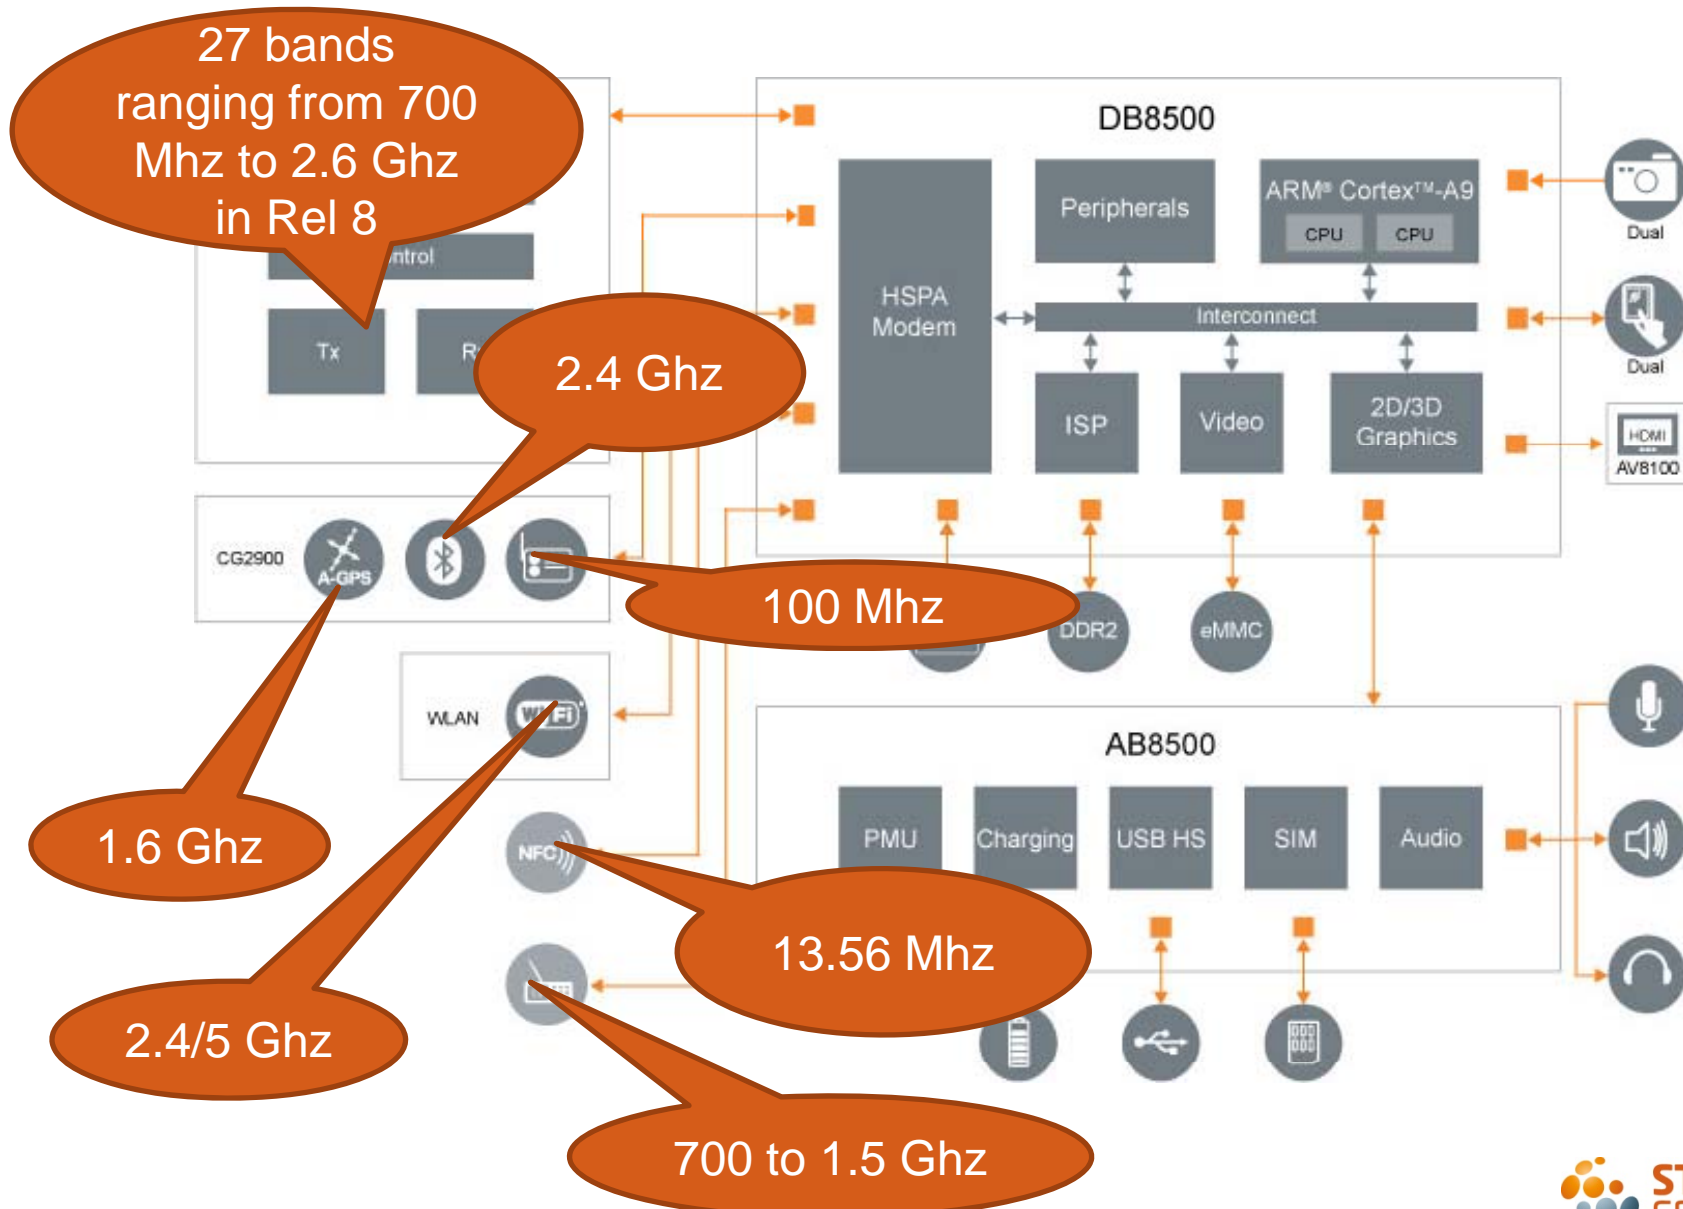 27 bands
ranging from 700
Mhz to 2.6 Ghz
in Rel 8
Tx
2.4 Ghz
DB8500
HSPA
Modem
Peripherals
ARM® Cortex™-A9
CPU
CPU
Interconnect
ISP
Video
2D/3D
Graphics
Dual
Dual
HDMI
AV8100
CG2900
A-GPS
100 Mhz
DDR2
eMMC
WLAN
Wi Fi
1.6 Ghz
NFC
13.56 Mhz
2.4/5 Ghz
700 to 1.5 Ghz
AB8500
PMU
Charging
USB HS
SIM
Audio
ST